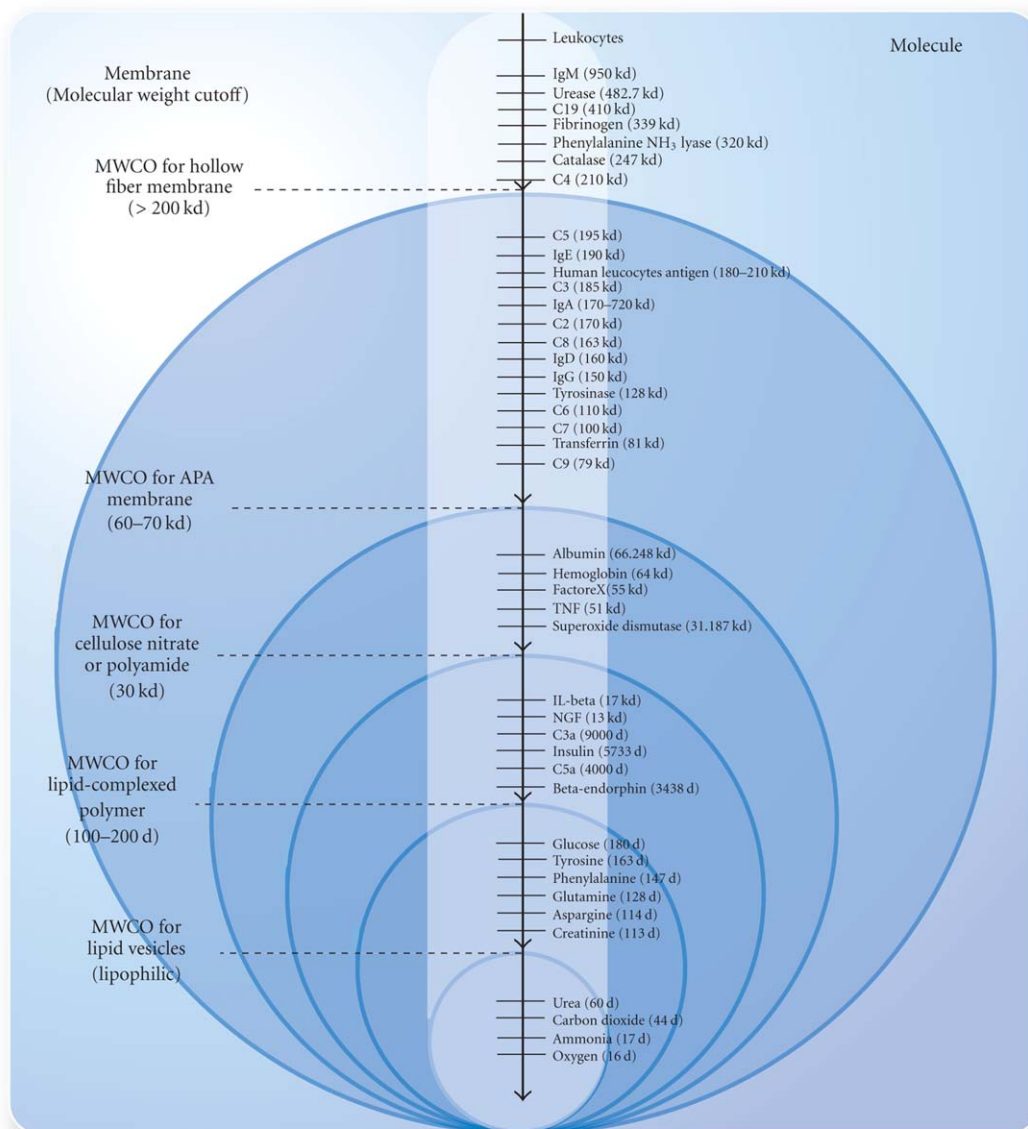 Membrane
(Molecular weight cutoff)
Molecule
Leukocytes
IgM (950 kd)
Urease (482.7 kd)
C19 (410 kd)
Fibrinogen (339 kd)
Phenylalanine NH₃ lyase (320 kd)
Catalase (247 kd)
C4 (210 kd)
MWCO for hollow
fiber membrane
(> 200 kd)
C5 (195 kd)
IgE (190 kd)
Human leucocytes antigen (180–210 kd)
C3 (185 kd)
IgA (170–720 kd)
C2 (170 kd)
C8 (163 kd)
IgD (160 kd)
IgG (150 kd)
Tyrosinase (128 kd)
C6 (110 kd)
C7 (100 kd)
Transferrin (81 kd)
C9 (79 kd)
MWCO for APA
membrane
(60–70 kd)
Albumin (66.248 kd)
Hemoglobin (64 kd)
FactoreX(55 kd)
TNF (51 kd)
Superoxide dismutase (31.187 kd)
MWCO for
cellulose nitrate
or polyamide
(30 kd)
IL-beta (17 kd)
NGF (13 kd)
C3a (9000 d)
Insulin (5733 d)
C5a (4000 d)
Beta-endorphin (3438 d)
MWCO for
lipid-complexed
polymer
(100–200 d)
Glucose (180 d)
Tyrosine (163 d)
Phenylalanine (147 d)
Glutamine (128 d)
Aspargine (114 d)
Creatinine (113 d)
MWCO for
lipid vesicles
(lipophilic)
Urea (60 d)
Carbon dioxide (44 d)
Ammonia (17 d)
Oxygen (16 d)